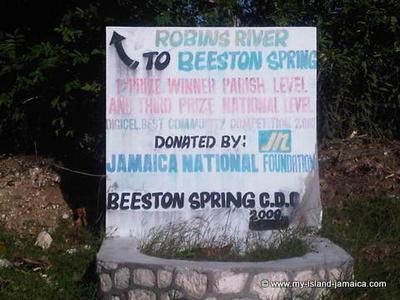 ROBINS RIVER
TO BEESTON SPRING
1ST PRIZE WINNER PARISH LEVEL
AND THIRD PRIZE NATIONAL LEVEL
DIGICEL BEST COMMUNITY COMPETITION
DONATED BY: JN
JAMAICA NATIONAL FOUNDATION
BEESTON SPRING C.D.C
2009
© www.my-island-jamaica.com